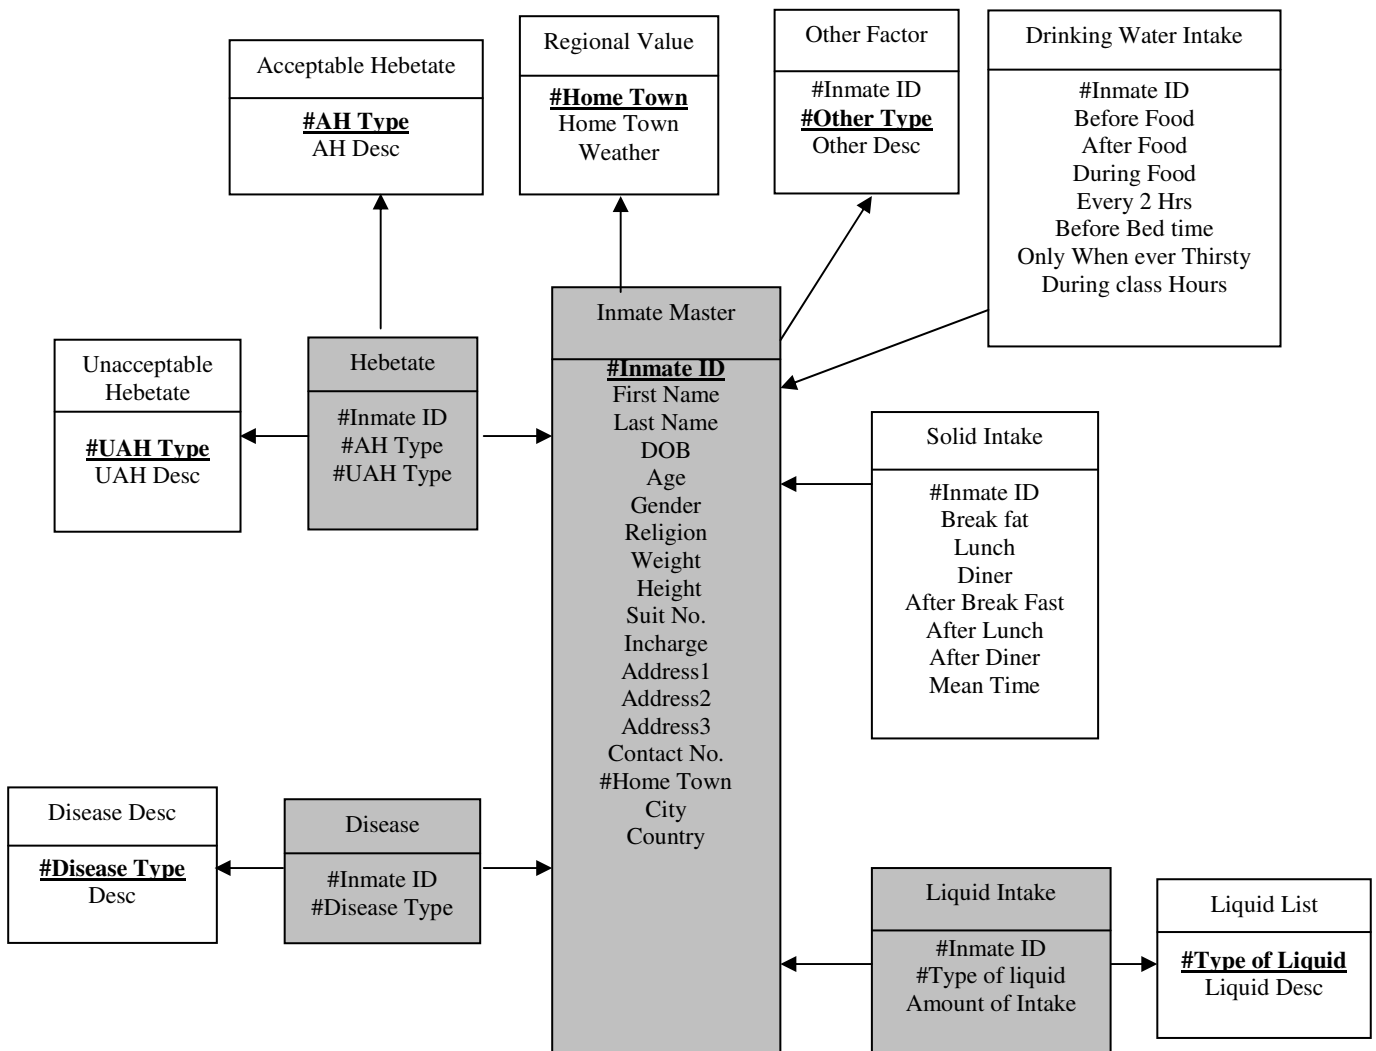 Acceptable Hebetate
#AH Type
AH Desc
Regional Value
#Home Town
Home Town
Weather
Other Factor
#Inmate ID
#Other Type
Other Desc
Drinking Water Intake
#Inmate ID
Before Food
After Food
During Food
Every 2 Hrs
Before Bed time
Only When ever Thirsty
During class Hours
Unacceptable
Hebetate
#UAH Type
UAH Desc
Hebetate
#Inmate ID
#AH Type
#UAH Type
Inmate Master
#Inmate ID
First Name
Last Name
DOB
Age
Gender
Religion
Weight
Height
Suit No.
Incharge
Address1
Address2
Address3
Contact No.
#Home Town
City
Country
Solid Intake
#Inmate ID
Break fat
Lunch
Diner
After Break Fast
After Lunch
After Diner
Mean Time
Disease Desc
#Disease Type
Desc
Disease
#Inmate ID
#Disease Type
Liquid Intake
#Inmate ID
#Type of liquid
Amount of Intake
Liquid List
#Type of Liquid
Liquid Desc